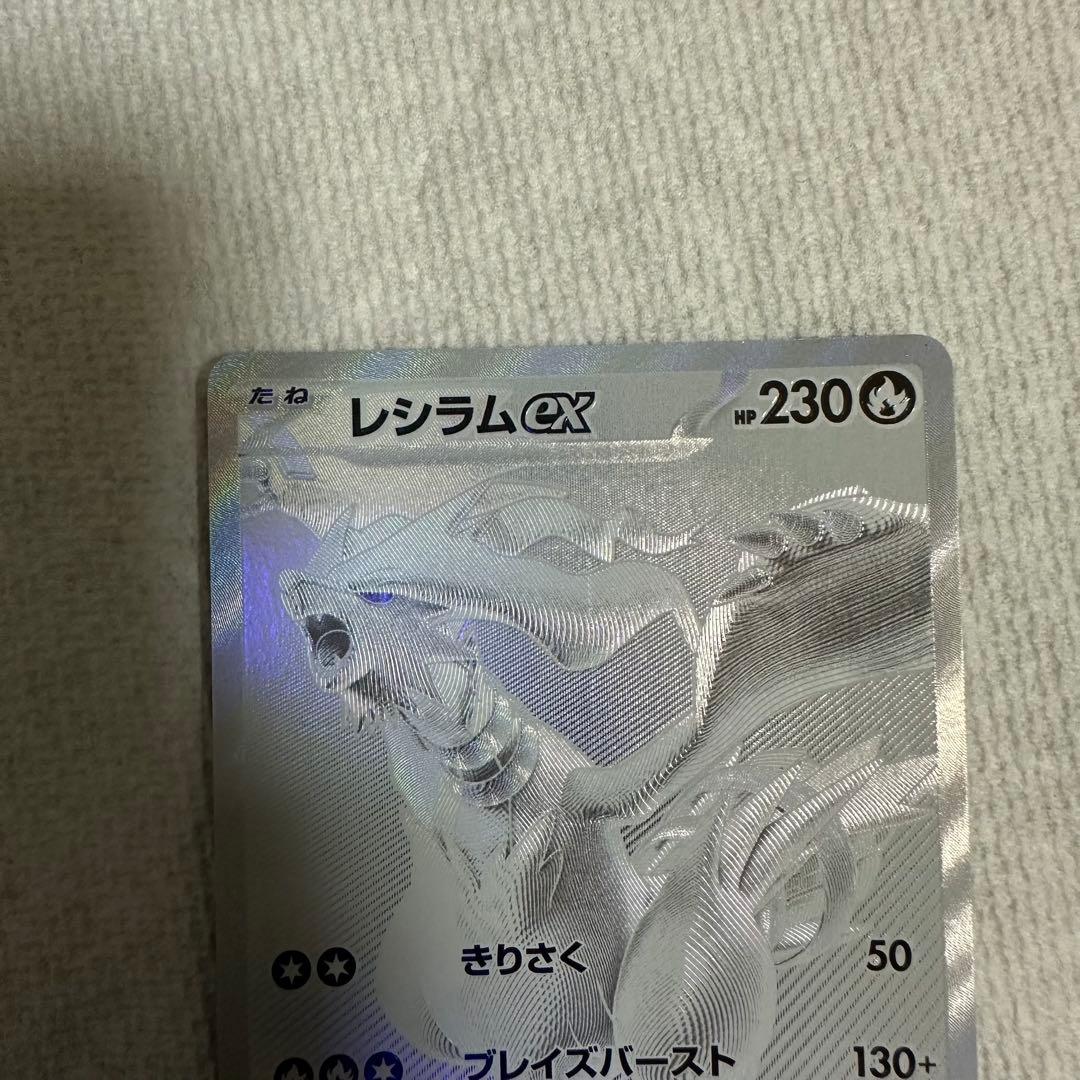 たね レシラムex HP230
きりさく 50
ブレイズバースト 130+